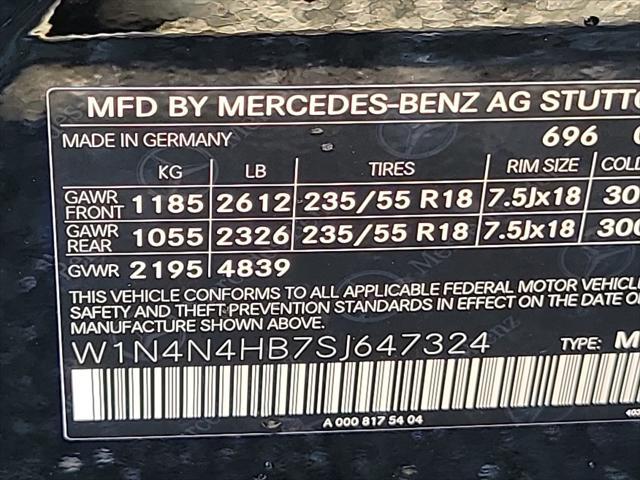 MFD BY MERCEDES-BENZ AG STUTT
MADE IN GERMANY 696
KG LB TIRES RIM SIZE COLD
GAWR FRONT 1185 2612 235/55 R18 7.5Jx18 30
GAWR REAR 1055 2326 235/55 R18 7.5Jx18 300
GVWR 2195 4839
THIS VEHICLE CONFORMS TO ALL APPLICABLE FEDERAL MOTOR VEHICLE
SAFETY AND THEFT PREVENTION STANDARDS IN EFFECT ON THE DATE O
MANUFACTURE SHOWN ABOVE.
W1N4N4HB7SJ647324 TYPE: M
A 000 817 54 04